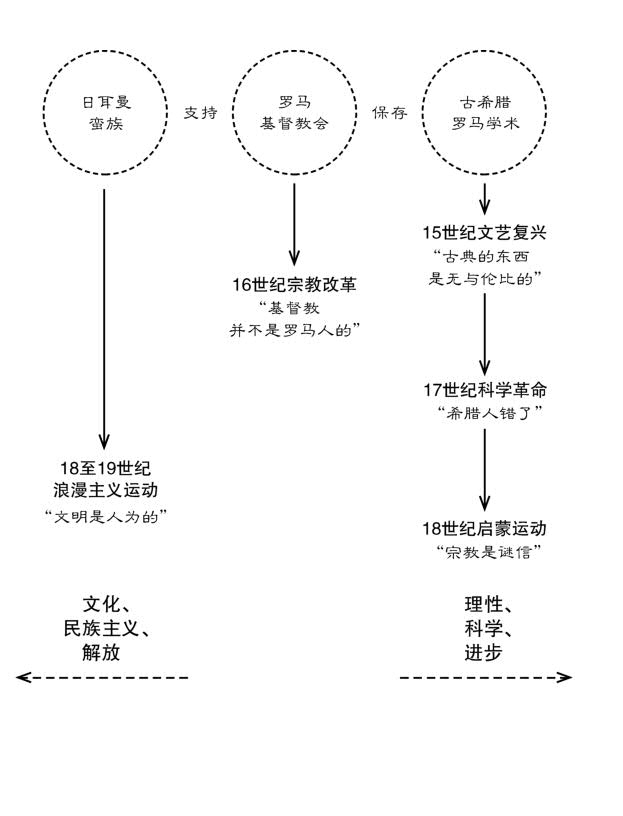 日耳曼
蛮族
支持
罗马
基督教会
保存
古希腊
罗马学术
15世纪文艺复兴
“古典的东西
是无与伦比的”
16世纪宗教改革
“基督教
并不是罗马人的”
17世纪科学革命
“希腊人错了”
18至19世纪
浪漫主义运动
“文明是人为的”
18世纪启蒙运动
“宗教是谜信”
文化、
民族主义、
解放
理性、
科学、
进步